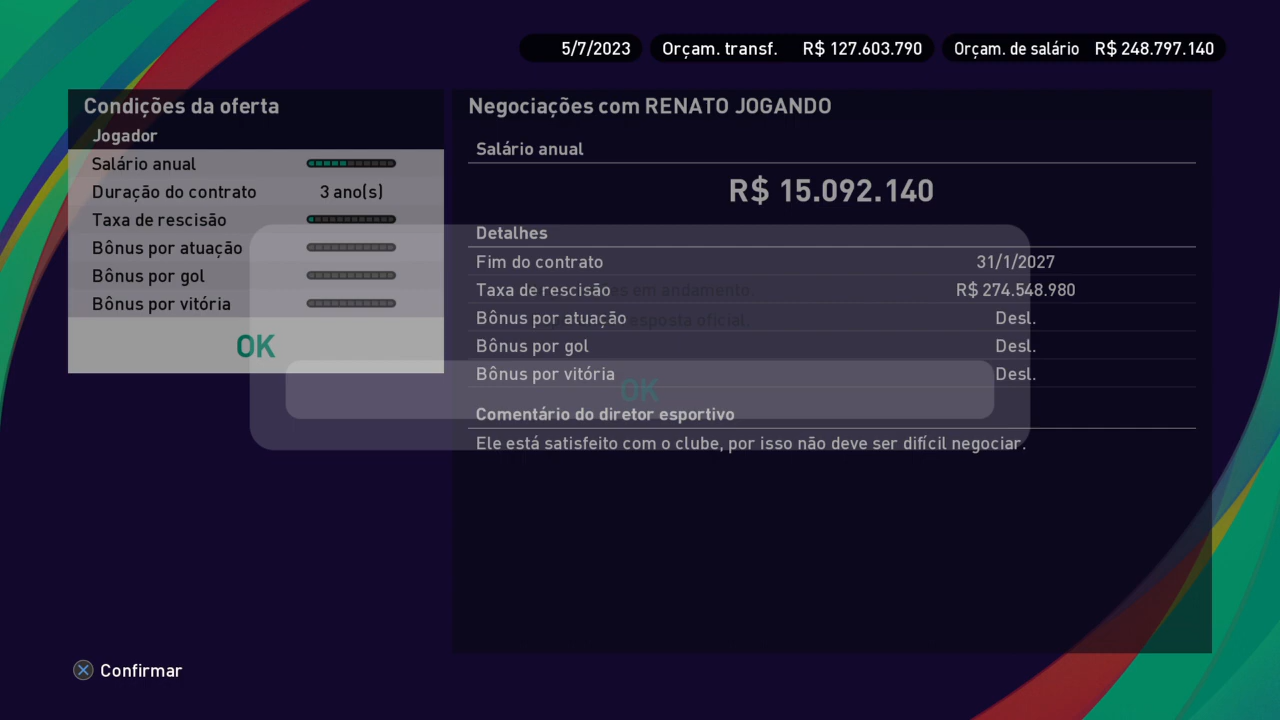 5/7/2023 Orçam. transf. R$ 127.603.790 Orçam. de salário R$ 248.797.140
Condições da oferta
Jogador
Salário anual
Duração do contrato 3 ano(s)
Taxa de rescisão
Bônus por atuação
Bônus por gol
Bônus por vitória
OK
Negociações com RENATO JOGANDO
Salário anual
R$ 15.092.140
Detalhes
Fim do contrato 31/1/2027
Taxa de rescisão R$ 274.548.980
em andamento.
Bônus por atuação Desl.
oficial.
Bônus por gol Desl.
Bônus por vitória Desl.
OK
Comentário do diretor esportivo
Ele está satisfeito com o clube, por isso não deve ser difícil negociar.
Confirmar